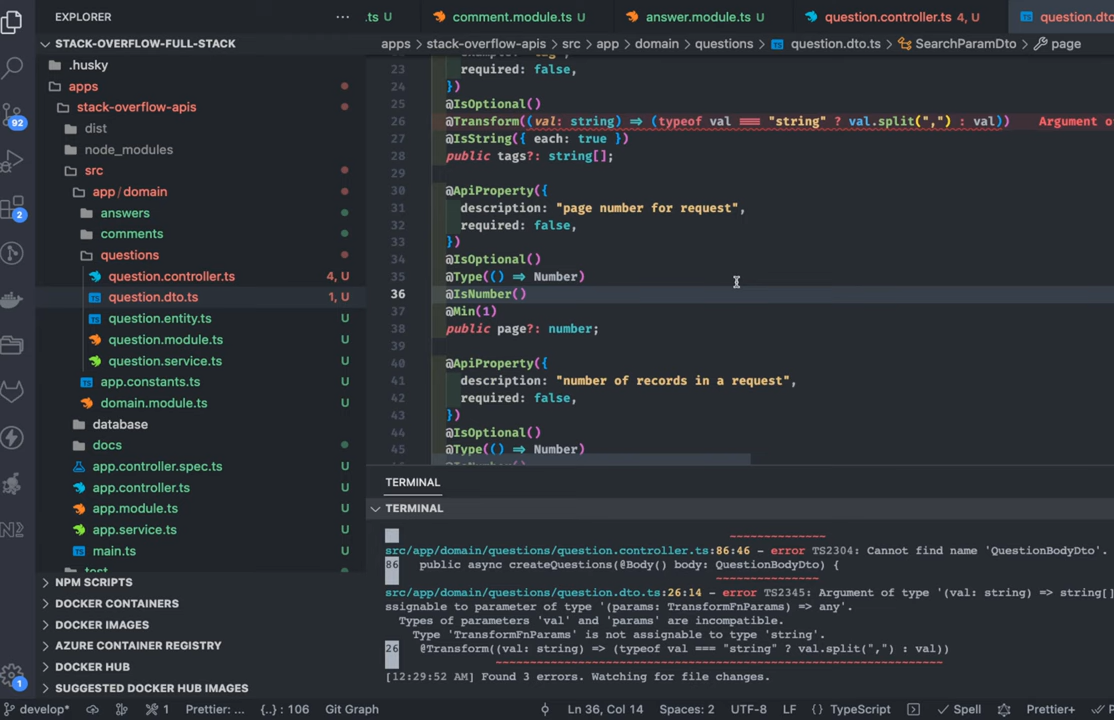 EXPLORER
.ts U
comment.module.ts U
answer.module.ts U
question.controller.ts 4, U
question.dto
STACK-OVERFLOW-FULL-STACK
apps > stack-overflow-apis > src > app > domain > questions > question.dto.ts > SearchParamDto > page
.husky
apps
stack-overflow-apis
dist
node_modules
src
app / domain
answers
comments
questions
question.controller.ts 4, U
question.dto.ts 1, U
question.entity.ts U
question.module.ts U
question.service.ts U
app.constants.ts U
domain.module.ts U
database
docs
app.controller.spec.ts U
app.controller.ts U
app.module.ts U
app.service.ts U
main.ts U
NPM SCRIPTS
DOCKER CONTAINERS
DOCKER IMAGES
AZURE CONTAINER REGISTRY
DOCKER HUB
SUGGESTED DOCKER HUB IMAGES
92
2
1
23 required: false,
24 })
25 @IsOptional()
26 @Transform((val: string) => (typeof val === "string" ? val.split(",") : val)) Argument o
27 @IsString({ each: true })
28 public tags?: string[];
29
30 @ApiProperty({
31 description: "page number for request",
32 required: false,
33 })
34 @IsOptional()
35 @Type(() => Number)
36 @IsNumber()
37 @Min(1)
38 public page?: number;
39
40 @ApiProperty({
41 description: "number of records in a request",
42 required: false,
43 })
44 @IsOptional()
45 @Type(() => Number)
TERMINAL
TERMINAL
src/app/domain/questions/question.controller.ts:86:46 - error TS2304: Cannot find name 'QuestionBodyDto'.
86 public async createQuestions(@Body() body: QuestionBodyDto) {
src/app/domain/questions/question.dto.ts:26:14 - error TS2345: Argument of type '(val: string) => string[]
ssignable to parameter of type '(params: TransformFnParams) => any'.
Types of parameters 'val' and 'params' are incompatible.
Type 'TransformFnParams' is not assignable to type 'string'.
26 @Transform((val: string) => (typeof val === "string" ? val.split(",") : val))
[12:29:52 AM] Found 3 errors. Watching for file changes.
develop* 1 Prettier: ... {..} : 106 Git Graph Ln 36, Col 14 Spaces: 2 UTF-8 LF {} TypeScript Spell Prettier+